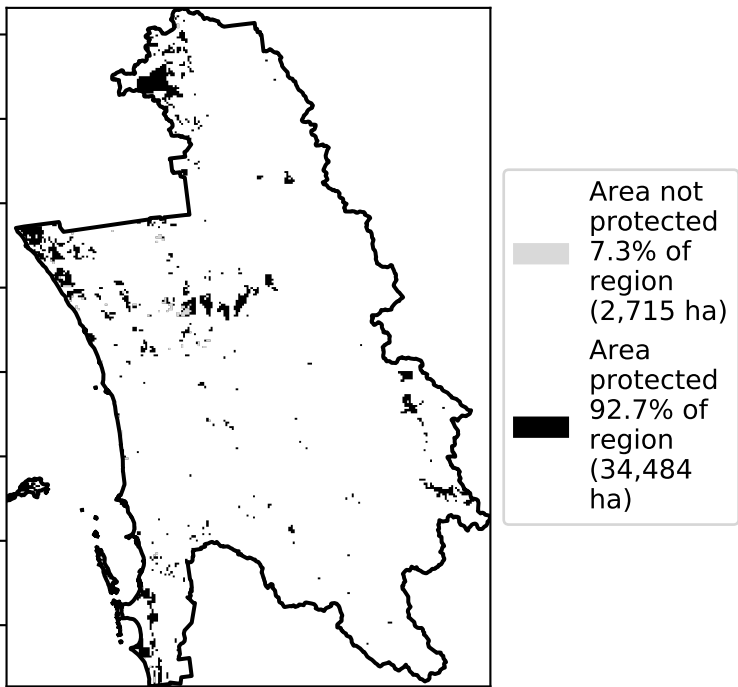 Area not
protected
7.3% of
region
(2,715 ha)
Area
protected
92.7% of
region
(34,484
ha)